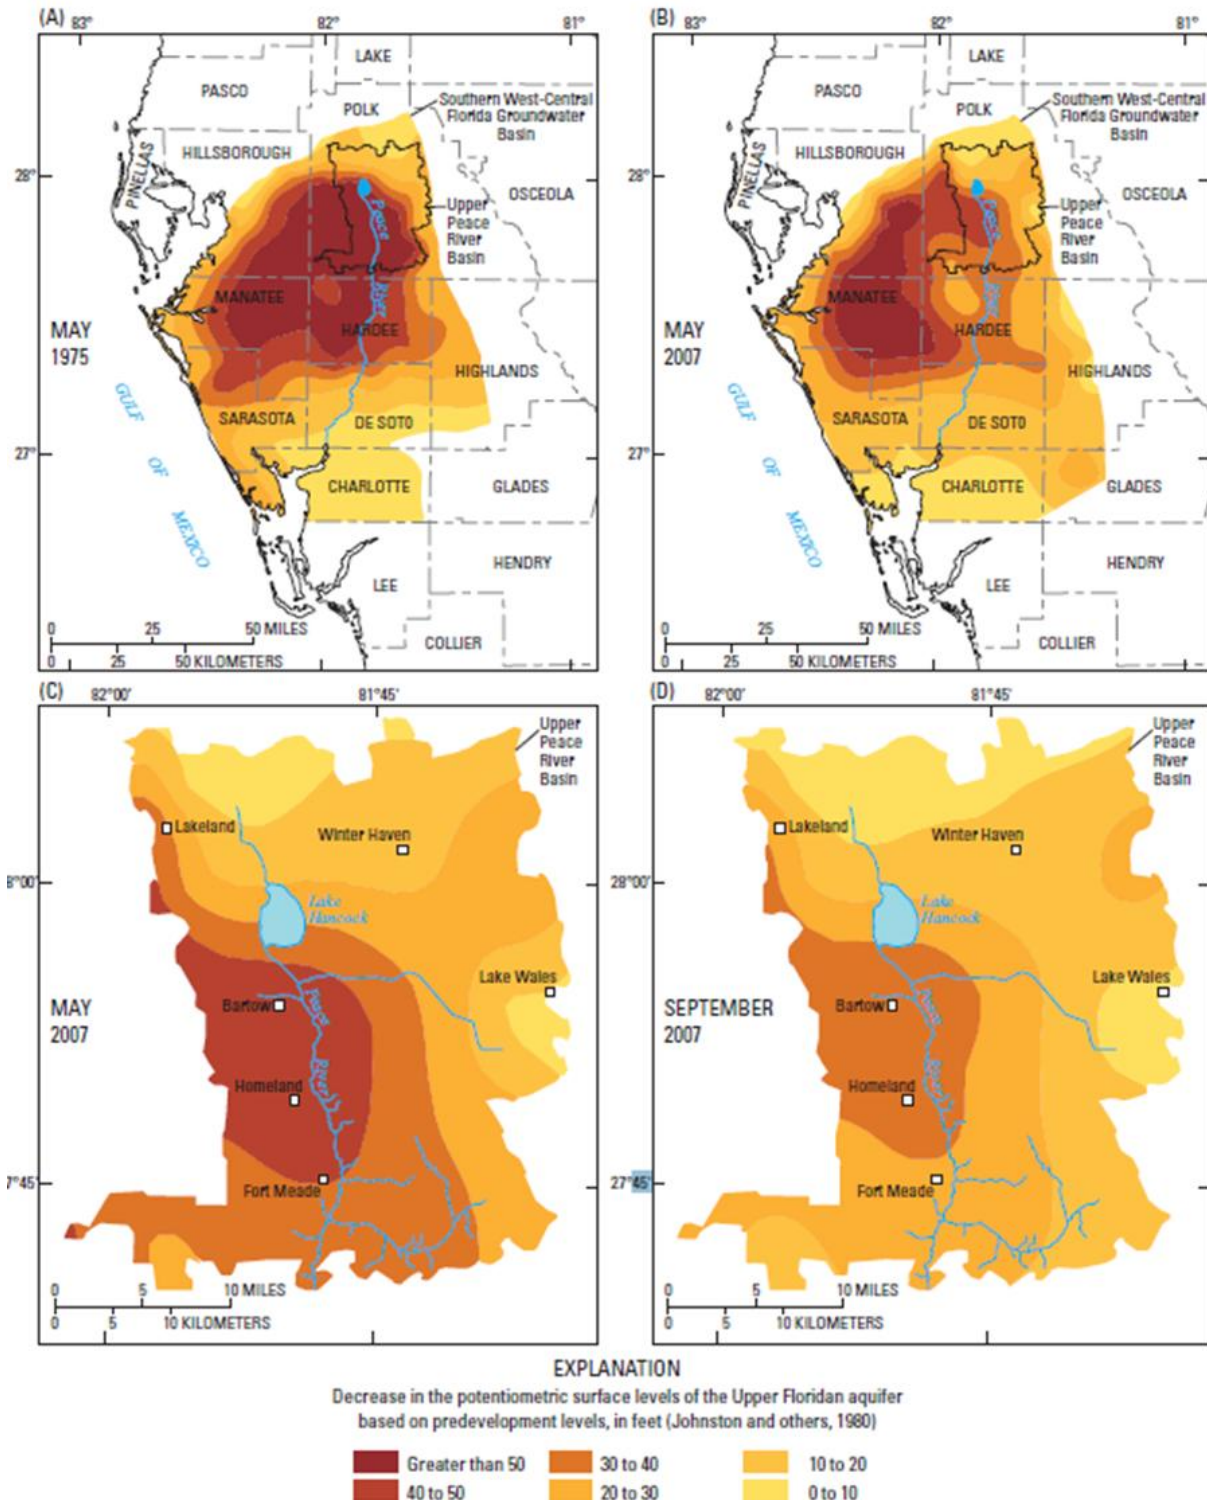 (A)
83°
82°
81°
LAKE
PASCO
POLK
Southern West-Central
Florida Groundwater
Basin
HILLSBOROUGH
PINELLAS
28°
OSCEOLA
Peace
River
Upper
Peace
River
Basin
MANATEE
HARDEE
MAY
1975
HIGHLANDS
GULF
OF
MEXICO
SARASOTA
DE SOTO
27°
CHARLOTTE
GLADES
HENDRY
LEE
COLLIER
0 25 50 MILES
0 25 50 KILOMETERS
(B)
83°
82°
81°
LAKE
PASCO
POLK
Southern West-Central
Florida Groundwater
Basin
HILLSBOROUGH
PINELLAS
28°
OSCEOLA
Peace
River
Upper
Peace
River
Basin
MANATEE
HARDEE
MAY
2007
HIGHLANDS
GULF
OF
MEXICO
SARASOTA
DE SOTO
27°
CHARLOTTE
GLADES
HENDRY
LEE
COLLIER
0 25 50 MILES
0 25 50 KILOMETERS
(C)
82°00'
81°45'
Upper
Peace
River
Basin
Lakeland
Winter Haven
8°00'
Lake
Hancock
Lake Wales
Bartow
Peace
River
MAY
2007
Homeland
7°45'
Fort Meade
0 5 10 MILES
0 5 10 KILOMETERS
(D)
82°00'
81°45'
Upper
Peace
River
Basin
Lakeland
Winter Haven
28°00'
Lake
Hancock
Lake Wales
Bartow
Peace
River
SEPTEMBER
2007
Homeland
27°45'
Fort Meade
0 5 10 MILES
0 5 10 KILOMETERS
EXPLANATION
Decrease in the potentiometric surface levels of the Upper Floridan aquifer
based on predevelopment levels, in feet (Johnston and others, 1980)
Greater than 50 30 to 40 10 to 20
40 to 50 20 to 30 0 to 10